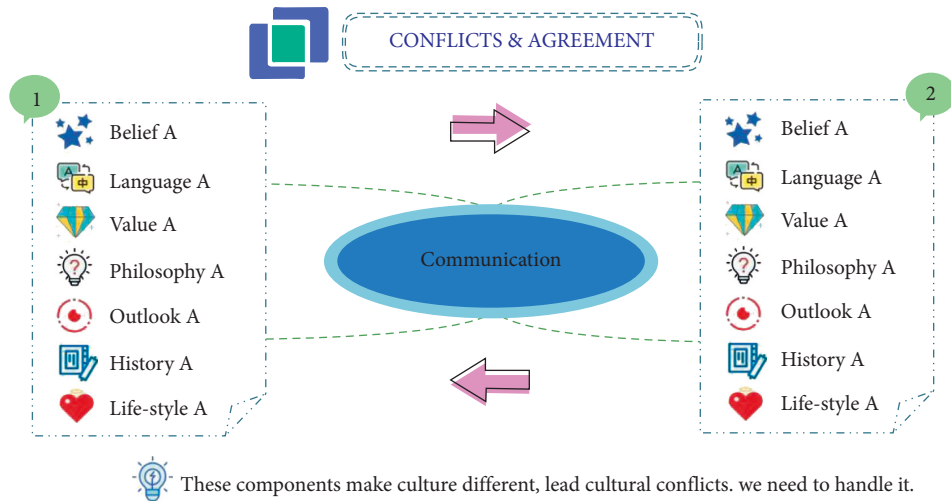 CONFLICTS & AGREEMENT
1
Belief A
Language A
Value A
Philosophy A
Outlook A
History A
Life-style A
Communication
2
Belief A
Language A
Value A
Philosophy A
Outlook A
History A
Life-style A
These components make culture different, lead cultural conflicts. we need to handle it.